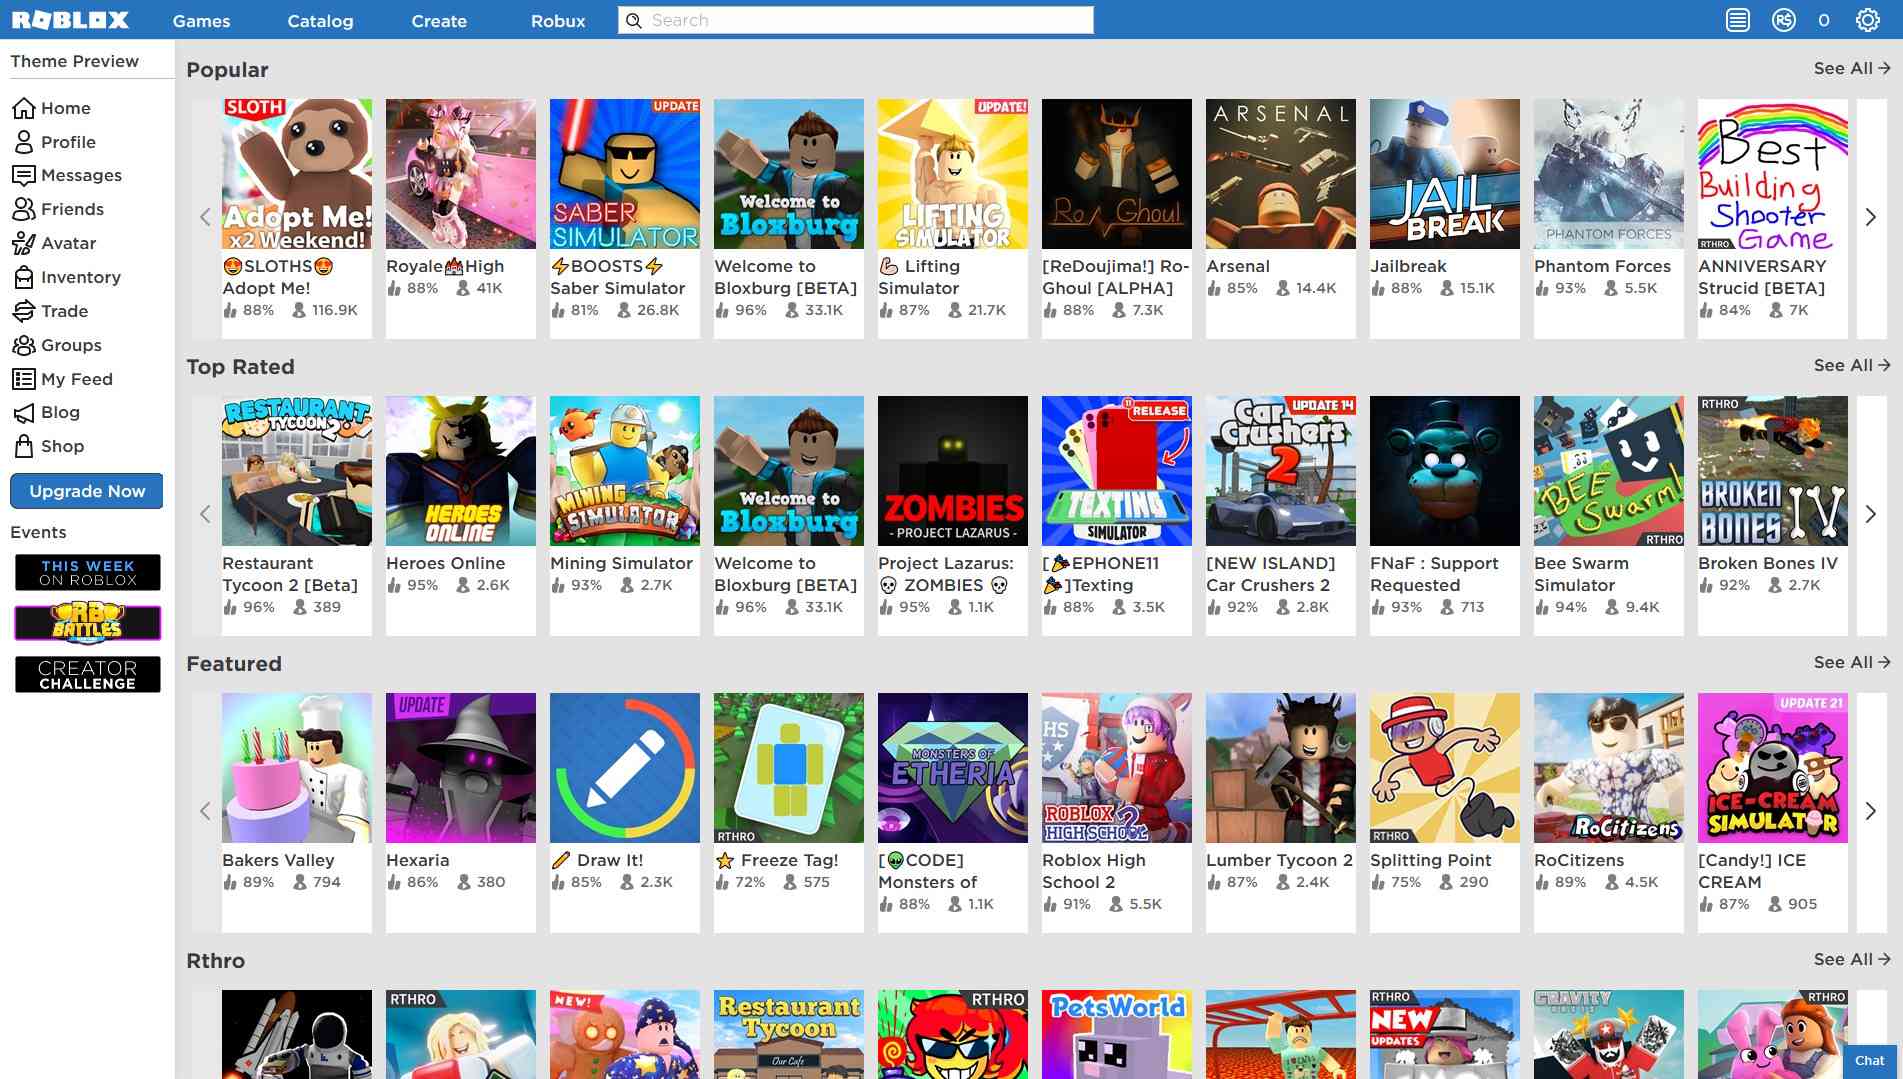 ROBLOX Games Catalog Create Robux Search R$ 0
Theme Preview
Home
Profile
Messages
Friends
Avatar
Inventory
Trade
Groups
My Feed
Blog
Shop
Upgrade Now
Events
THIS WEEK
ON ROBLOX
RB
BATTLES
CREATOR
CHALLENGE
Popular See All
SLOTH
Adopt Me!
x2 Weekend!
😍SLOTHS😍
Adopt Me!
88% 116.9K
Royale🏰High
88% 41K
UPDATE
SABER
SIMULATOR
⚡BOOSTS⚡
Saber Simulator
81% 26.8K
Welcome to
Bloxburg
Welcome to
Bloxburg [BETA]
96% 33.1K
UPDATE!
LIFTING
SIMULATOR
💪 Lifting
Simulator
87% 21.7K
Ro/Ghoul
[ReDoujima!] Ro-
Ghoul [ALPHA]
88% 7.3K
ARSENAL
Arsenal
85% 14.4K
JAIL
BREAK
Jailbreak
88% 15.1K
PHANTOM FORCES
Phantom Forces
93% 5.5K
Best
Building
Shooter
Game
RTHRO
ANNIVERSARY
Strucid [BETA]
84% 7K
Top Rated See All
RESTAURANT
TYCOON 2
Restaurant
Tycoon 2 [Beta]
96% 389
HEROES
ONLINE
Heroes Online
95% 2.6K
MINING
SIMULATOR
Mining Simulator
93% 2.7K
Welcome to
Bloxburg
Welcome to
Bloxburg [BETA]
96% 33.1K
ZOMBIES
- PROJECT LAZARUS -
Project Lazarus:
💀 ZOMBIES 💀
95% 1.1K
11
RELEASE
TEXTING
SIMULATOR
[🎉EPHONE11
🎉]Texting
88% 3.5K
UPDATE 14
Car
Crushers
2
[NEW ISLAND]
Car Crushers 2
92% 2.8K
FNaF : Support
Requested
93% 713
BEE
Swarm!
RTHRO
Bee Swarm
Simulator
94% 9.4K
RTHRO
BROKEN
BONES IV
Broken Bones IV
92% 2.7K
Featured See All
Bakers Valley
89% 794
UPDATE
Hexaria
86% 380
✏️ Draw It!
85% 2.3K
RTHRO
⭐ Freeze Tag!
72% 575
MONSTERS OF
ETHERIA
[👽CODE]
Monsters of
88% 1.1K
HS
ROBLOX
HIGH SCHOOL 2
Roblox High
School 2
91% 5.5K
Lumber Tycoon 2
87% 2.4K
RTHRO
Splitting Point
75% 290
RoCitizens
RoCitizens
89% 4.5K
UPDATE 21
ICE-CREAM
SIMULATOR
[Candy!] ICE
CREAM
87% 905
Rthro See All
RTHRO
NEW!
Restaurant
Tycoon
Our Cafe
RTHRO
PetsWorld
RTHRO
NEW
UPDATES
GRAVITY
RTHRO
Chat